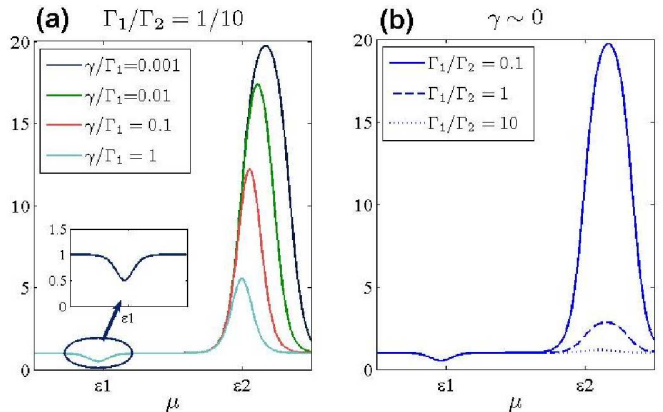 (a) Γ₁/Γ₂ = 1/10
20
15
10
5
0
γ/Γ₁=0.001
γ/Γ₁=0.01
γ/Γ₁ = 0.1
γ/Γ₁ = 1
1.5
1
0.5
0
ε1
ε1 ε2
μ
(b) γ ∼ 0
20
15
10
5
0
Γ₁/Γ₂ = 0.1
Γ₁/Γ₂ = 1
Γ₁/Γ₂ = 10
ε1 ε2
μ